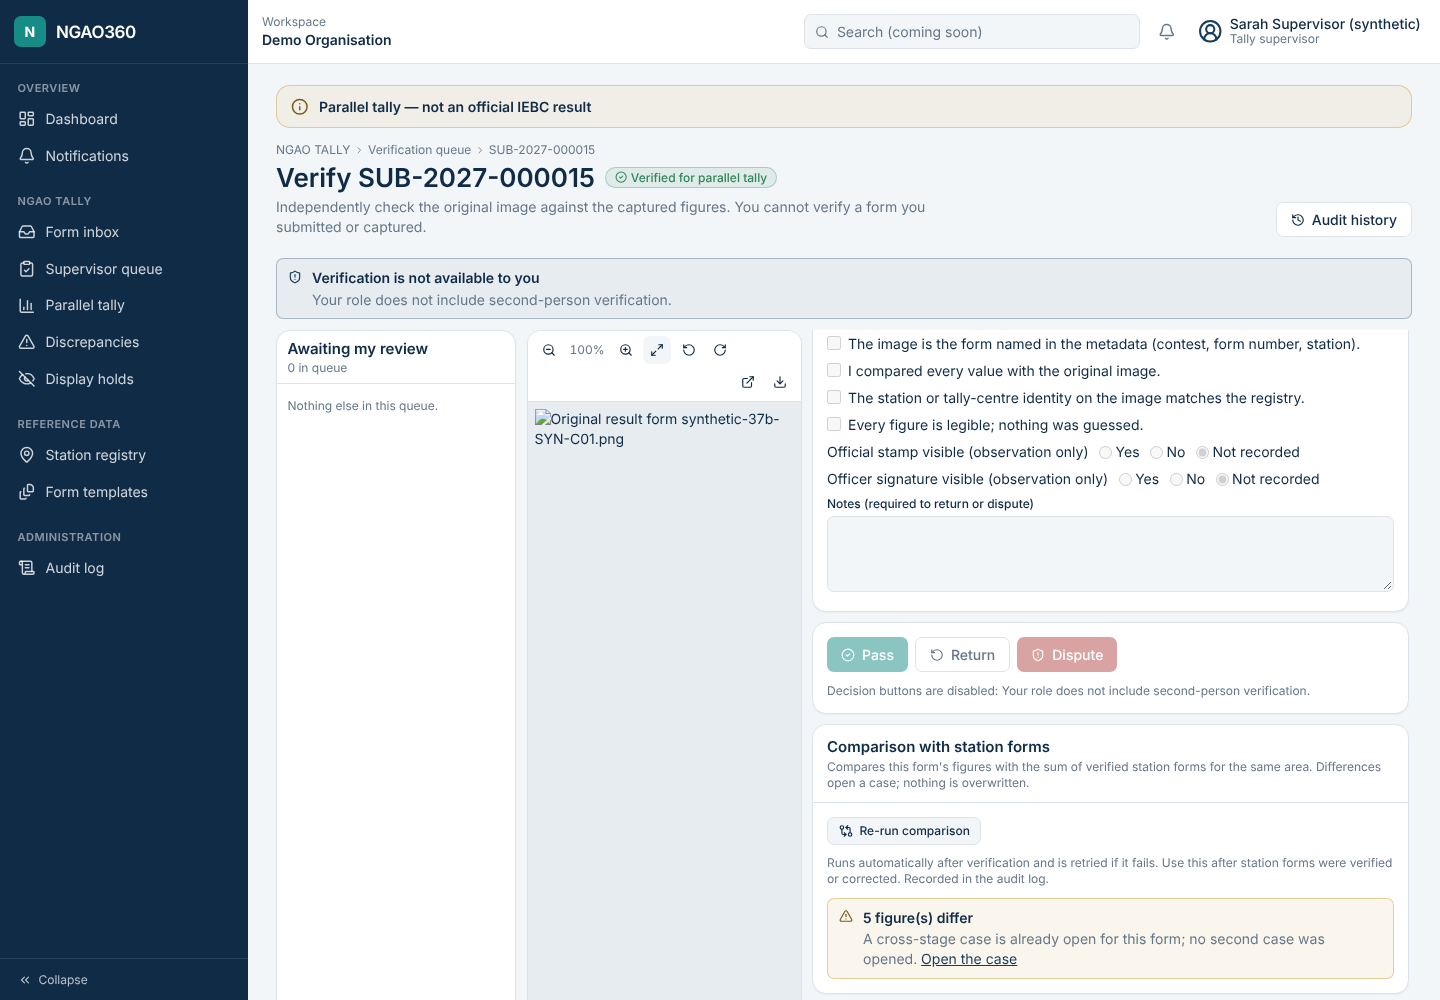 N NGAO360
OVERVIEW
Dashboard
Notifications
NGAO TALLY
Form inbox
Supervisor queue
Parallel tally
Discrepancies
Display holds
REFERENCE DATA
Station registry
Form templates
ADMINISTRATION
Audit log
Collapse
Workspace
Demo Organisation
Search (coming soon)
Sarah Supervisor (synthetic)
Tally supervisor
Parallel tally — not an official IEBC result
NGAO TALLY > Verification queue > SUB-2027-000015
Verify SUB-2027-000015 Verified for parallel tally
Independently check the original image against the captured figures. You cannot verify a form you
submitted or captured.
Audit history
Verification is not available to you
Your role does not include second-person verification.
Awaiting my review
0 in queue
Nothing else in this queue.
100%
Original result form synthetic-37b-
SYN-C01.png
The image is the form named in the metadata (contest, form number, station).
I compared every value with the original image.
The station or tally-centre identity on the image matches the registry.
Every figure is legible; nothing was guessed.
Official stamp visible (observation only) Yes No Not recorded
Officer signature visible (observation only) Yes No Not recorded
Notes (required to return or dispute)
Pass Return Dispute
Decision buttons are disabled: Your role does not include second-person verification.
Comparison with station forms
Compares this form's figures with the sum of verified station forms for the same area. Differences
open a case; nothing is overwritten.
Re-run comparison
Runs automatically after verification and is retried if it fails. Use this after station forms were verified
or corrected. Recorded in the audit log.
5 figure(s) differ
A cross-stage case is already open for this form; no second case was
opened. Open the case